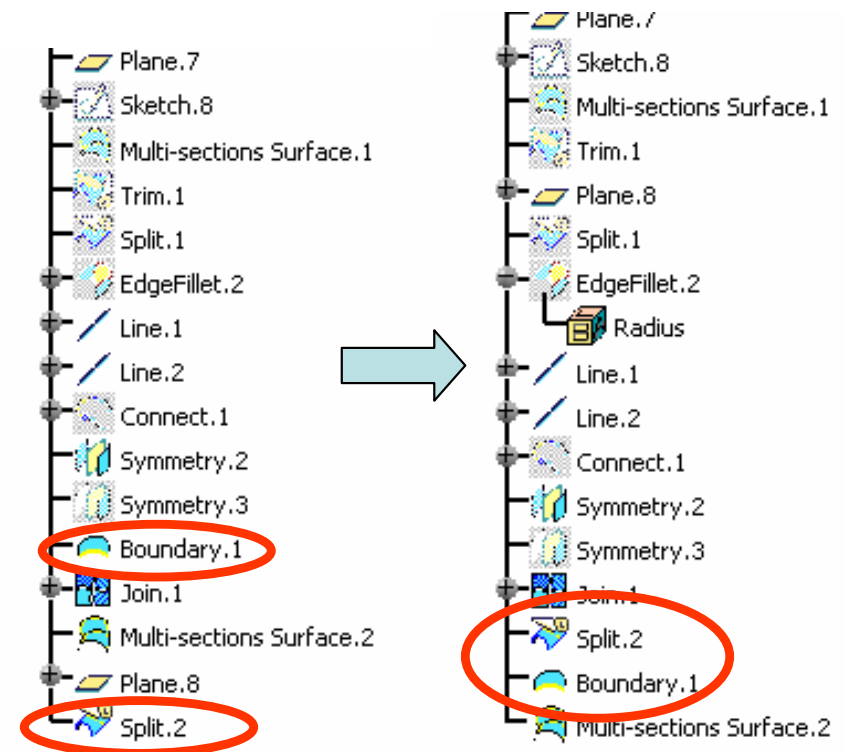 Plane.7
Sketch.8
Multi-sections Surface.1
Trim.1
Split.1
EdgeFillet.2
Line.1
Line.2
Connect.1
Symmetry.2
Symmetry.3
Boundary.1
Join.1
Multi-sections Surface.2
Plane.8
Split.2
Plane.7
Sketch.8
Multi-sections Surface.1
Trim.1
Plane.8
Split.1
EdgeFillet.2
Radius
Line.1
Line.2
Connect.1
Symmetry.2
Symmetry.3
Join.1
Split.2
Boundary.1
Multi-sections Surface.2